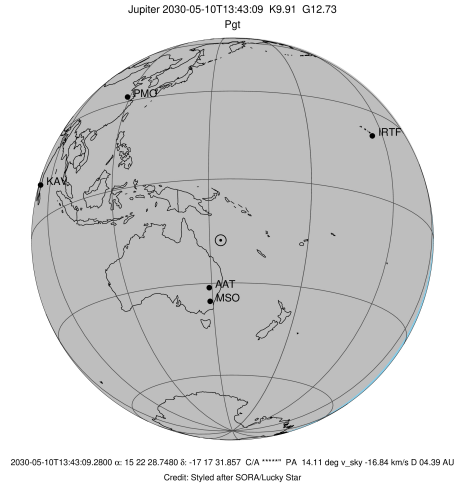 Jupiter 2030-05-10T13:43:09 K9.91 G12.73
Pgt
PMO
IRTF
KAV
AAT
MSO
2030-05-10T13:43:09.2800 α: 15 22 28.7480 δ: -17 17 31.857 C/A *****" PA 14.11 deg v_sky -16.84 km/s D 04.39 AU
Credit: Styled after SORA/Lucky Star